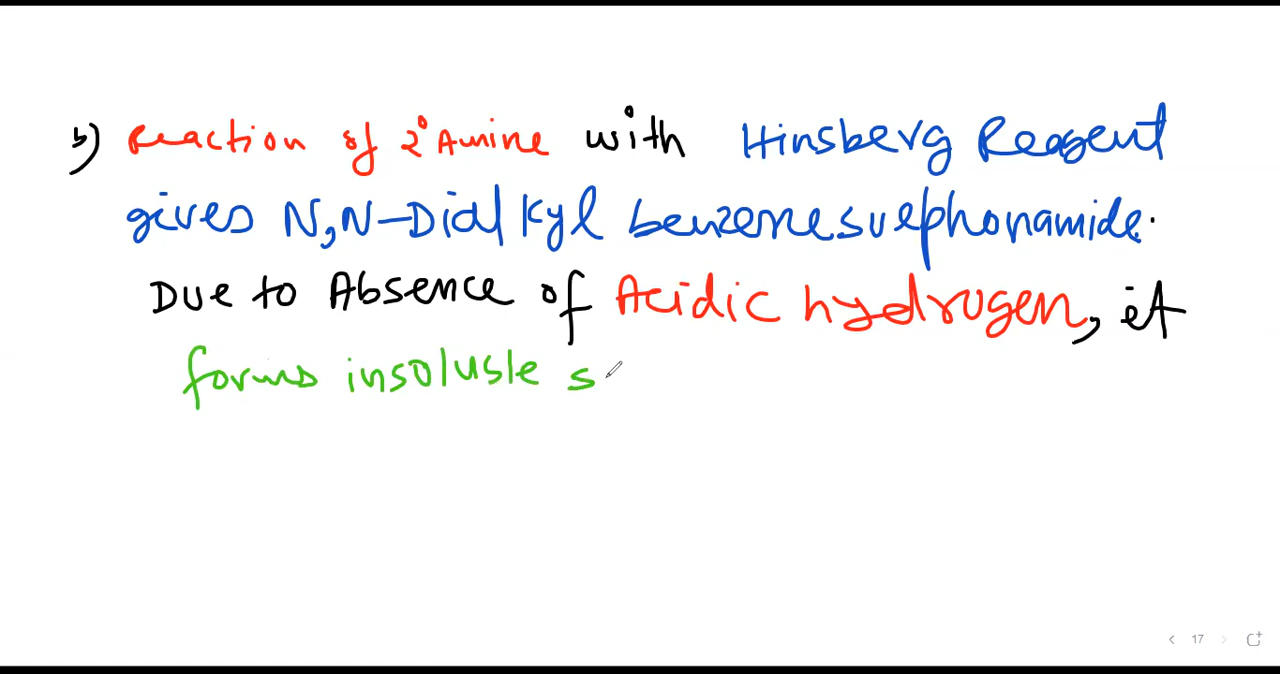 b) Reaction of 2° Amine with Hinsberg Reagent
gives N,N-Dialkyl benzenesulphonamide.
Due to Absence of Acidic hydrogen, it
forms insoluble s
17